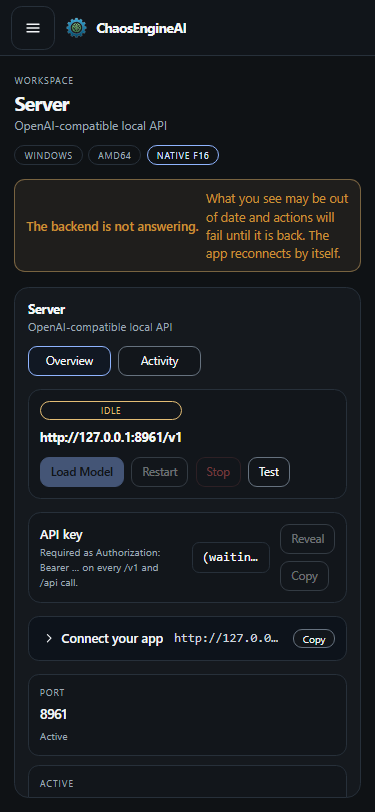 ChaosEngineAI
WORKSPACE
Server
OpenAI-compatible local API
WINDOWS
AMD64
NATIVE F16
The backend is not answering.
What you see may be out
of date and actions will
fail until it is back. The
app reconnects by itself.
Server
OpenAI-compatible local API
Overview
Activity
IDLE
http://127.0.0.1:8961/v1
Load Model
Restart
Stop
Test
API key
Required as Authorization:
Bearer ... on every /v1 and
/api call.
(waitin…
Reveal
Copy
Connect your app
http://127.0.0…
Copy
PORT
8961
Active
ACTIVE